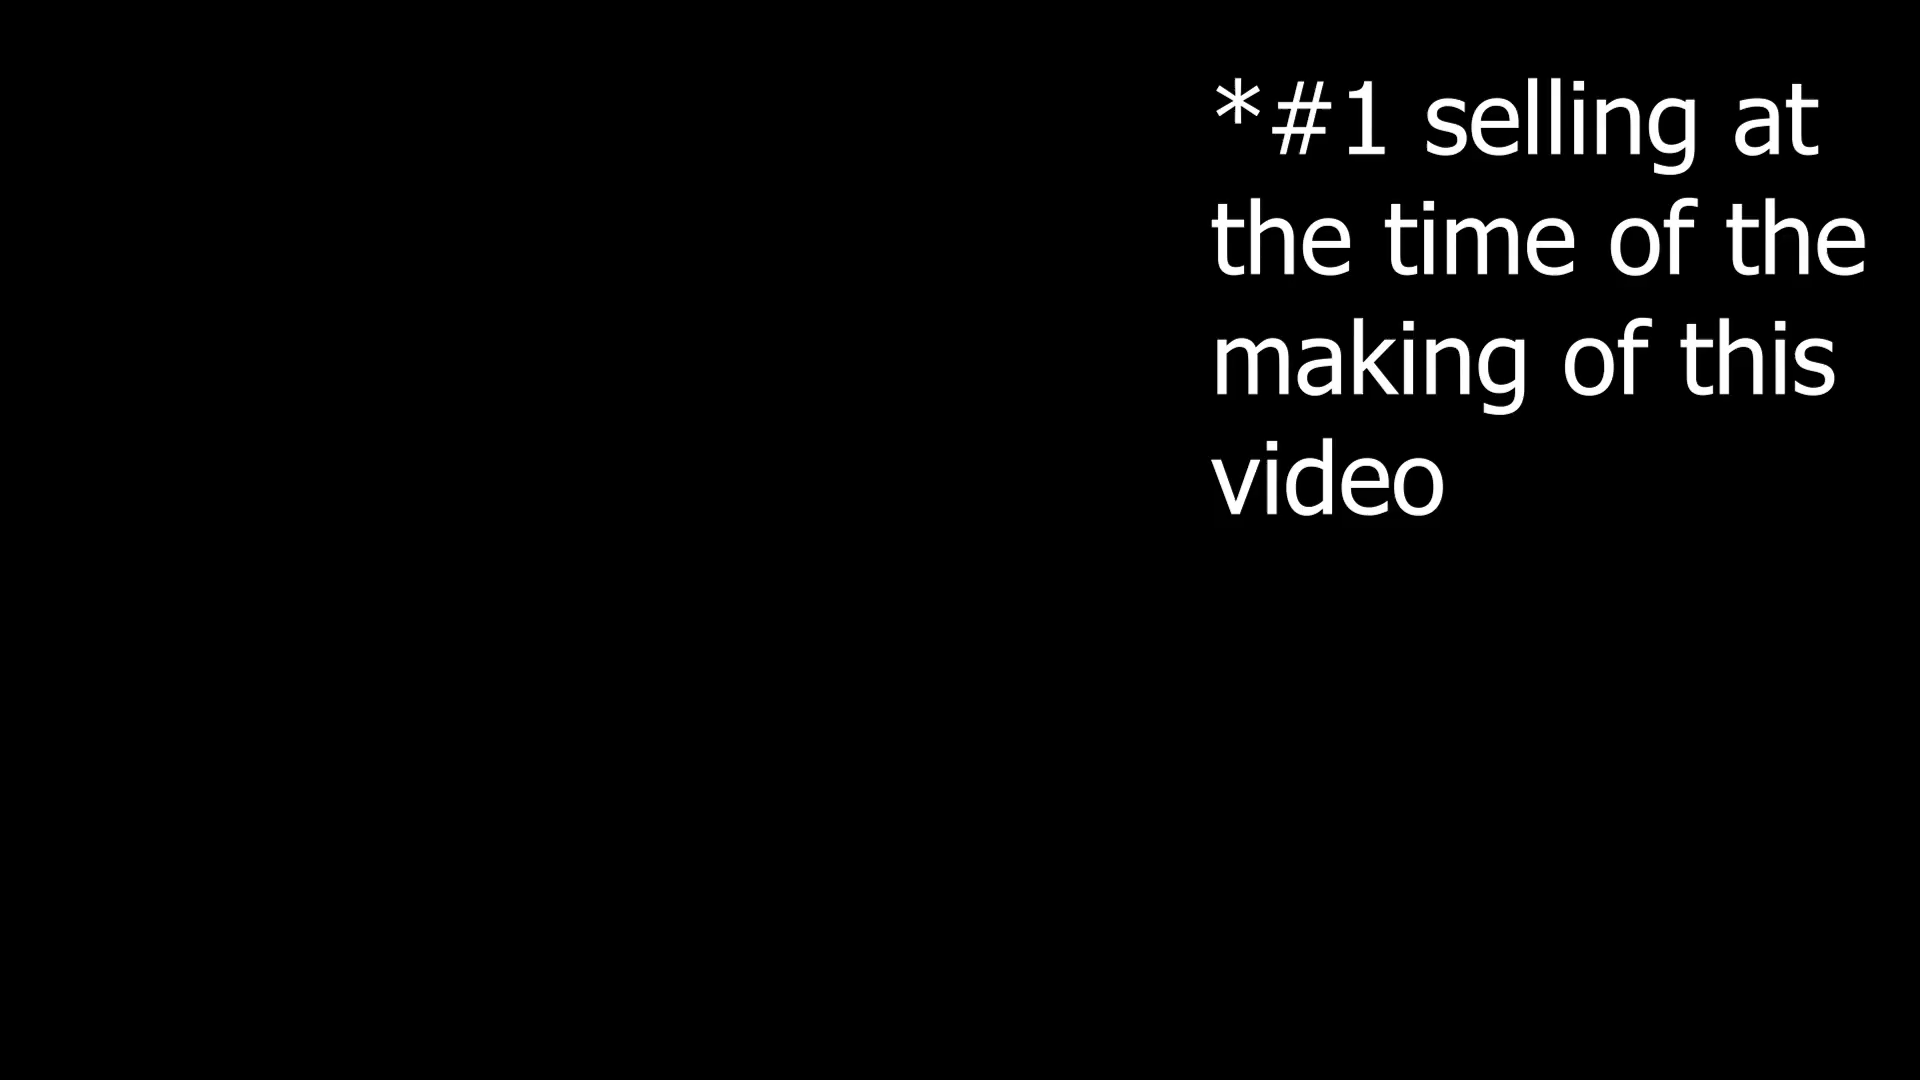 *#1 selling at
the time of the
making of this
video